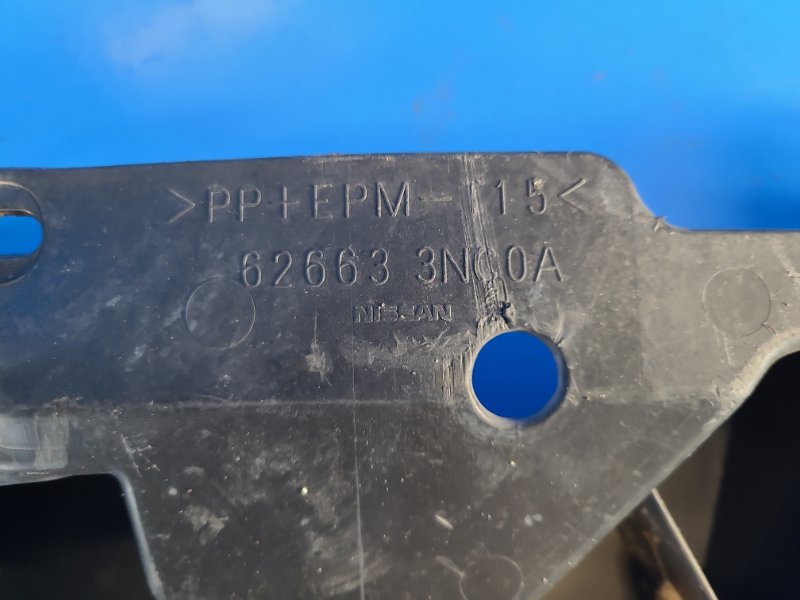 >PP+EPM-T15<
62663 3NC0A
NISSAN